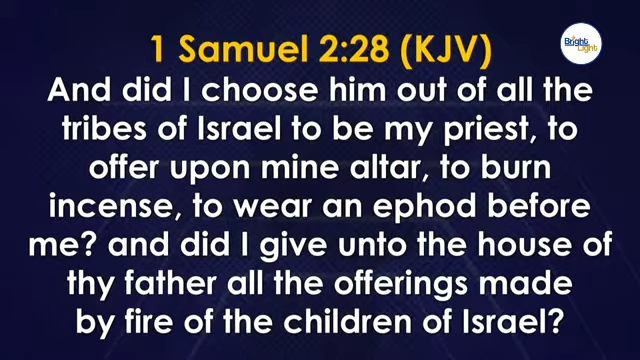 Bright
Light
1 Samuel 2:28 (KJV)
And did I choose him out of all the
tribes of Israel to be my priest, to
offer upon mine altar, to burn
incense, to wear an ephod before
me? and did I give unto the house of
thy father all the offerings made
by fire of the children of Israel?